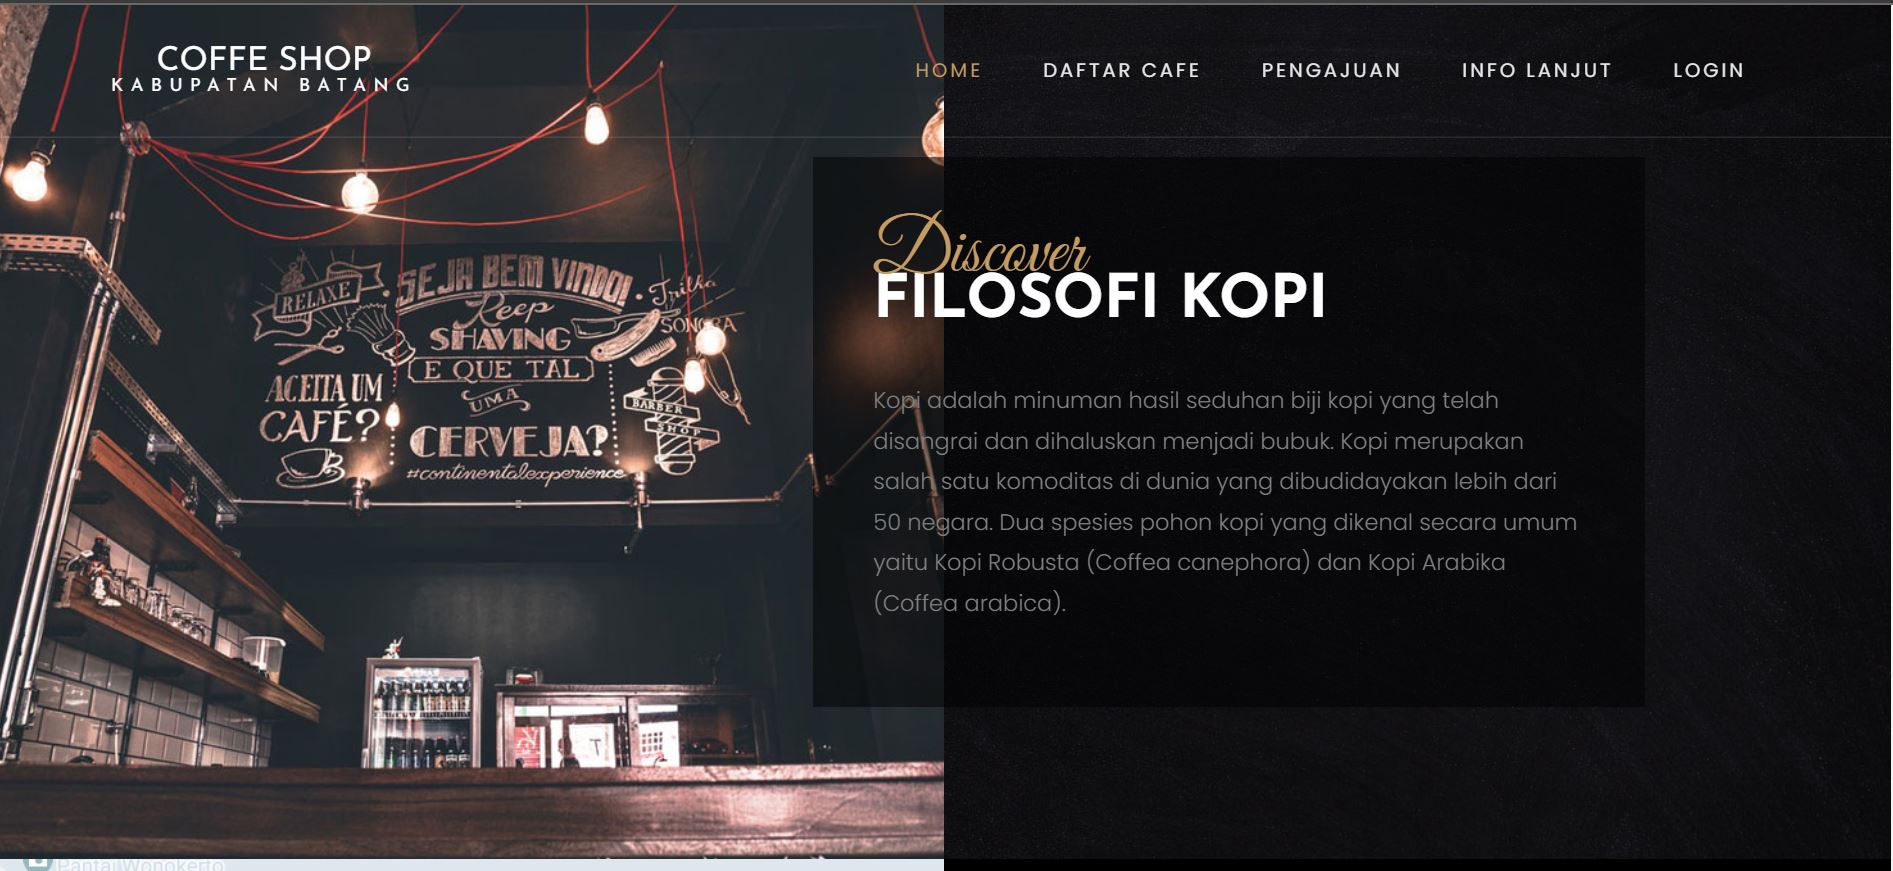 COFFE SHOP
KABUPATAN BATANG
HOME DAFTAR CAFE PENGAJUAN INFO LANJUT LOGIN
RELAXE
SEJA BEM VINDO!
Keep
SHAVING
E QUE TAL
UMA
CERVEJA?
#continentalexperience
ACEITA UM
CAFÉ?
Trilha
SONORA
BARBER
SHOP
Discover
FILOSOFI KOPI
Kopi adalah minuman hasil seduhan biji kopi yang telah
disangrai dan dihaluskan menjadi bubuk. Kopi merupakan
salah satu komoditas di dunia yang dibudidayakan lebih dari
50 negara. Dua spesies pohon kopi yang dikenal secara umum
yaitu Kopi Robusta (Coffea canephora) dan Kopi Arabika
(Coffea arabica).
Pantai Wonokerto